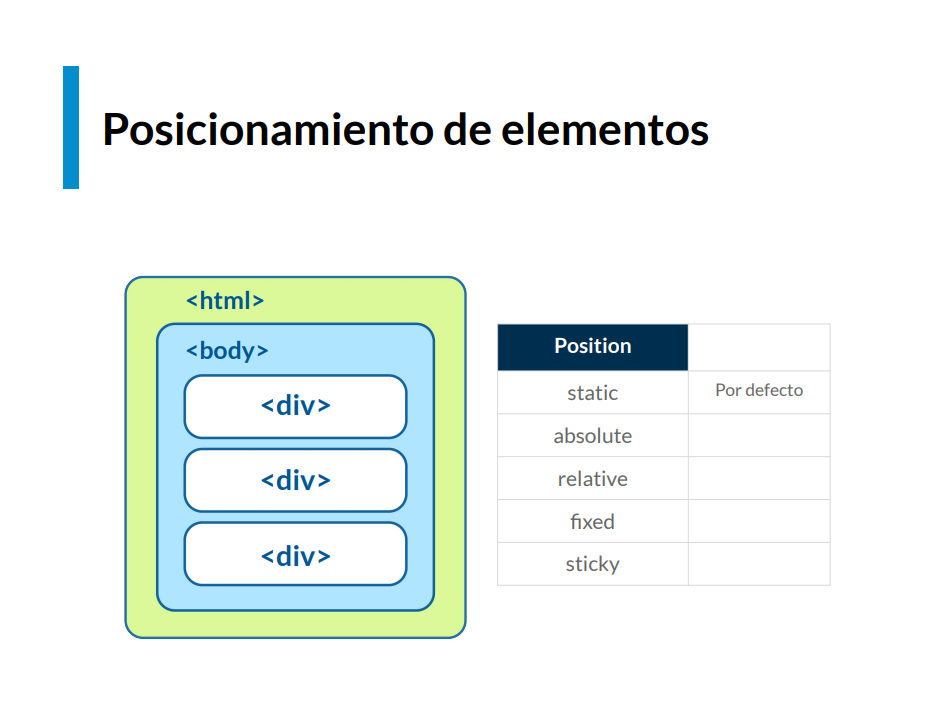 Posicionamiento de elementos
<html>
<body>
<div>
<div>
<div>
Position
static Por defecto
absolute
relative
fixed
sticky